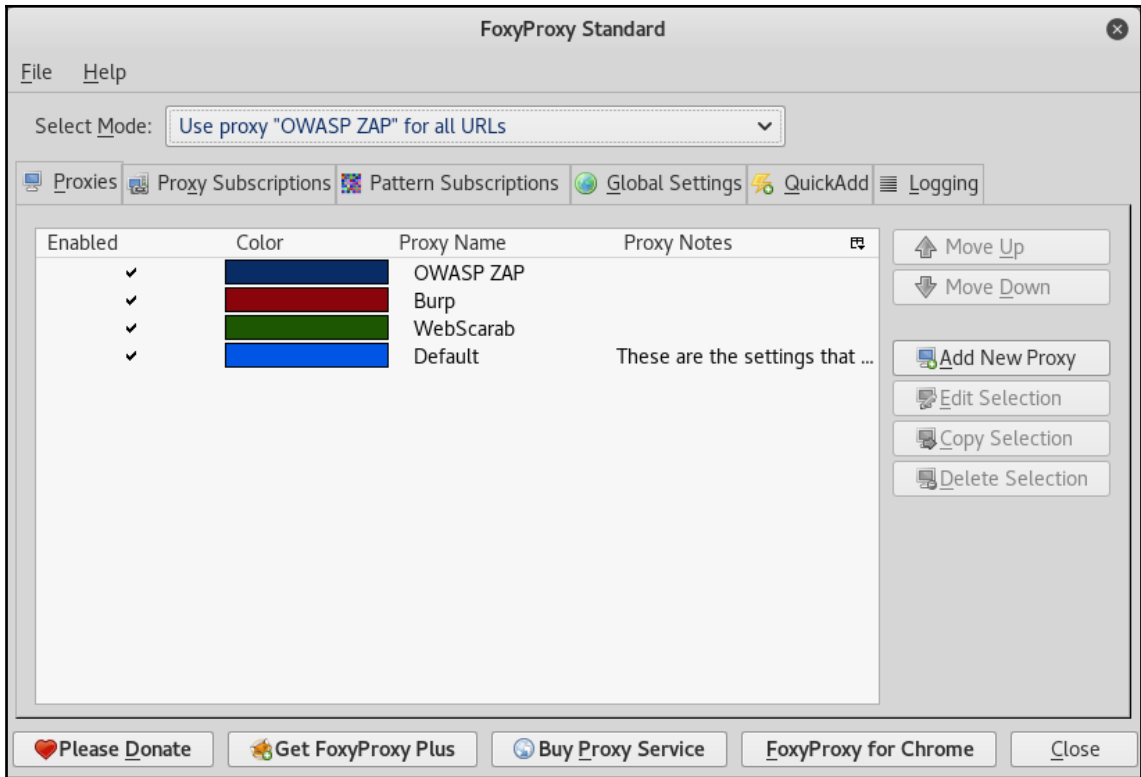 FoxyProxy Standard
File Help
Select Mode: Use proxy "OWASP ZAP" for all URLs
Proxies Proxy Subscriptions Pattern Subscriptions Global Settings QuickAdd Logging
Enabled Color Proxy Name Proxy Notes
OWASP ZAP
Burp
WebScarab
Default These are the settings that ...
Move Up
Move Down
Add New Proxy
Edit Selection
Copy Selection
Delete Selection
Please Donate Get FoxyProxy Plus Buy Proxy Service FoxyProxy for Chrome Close